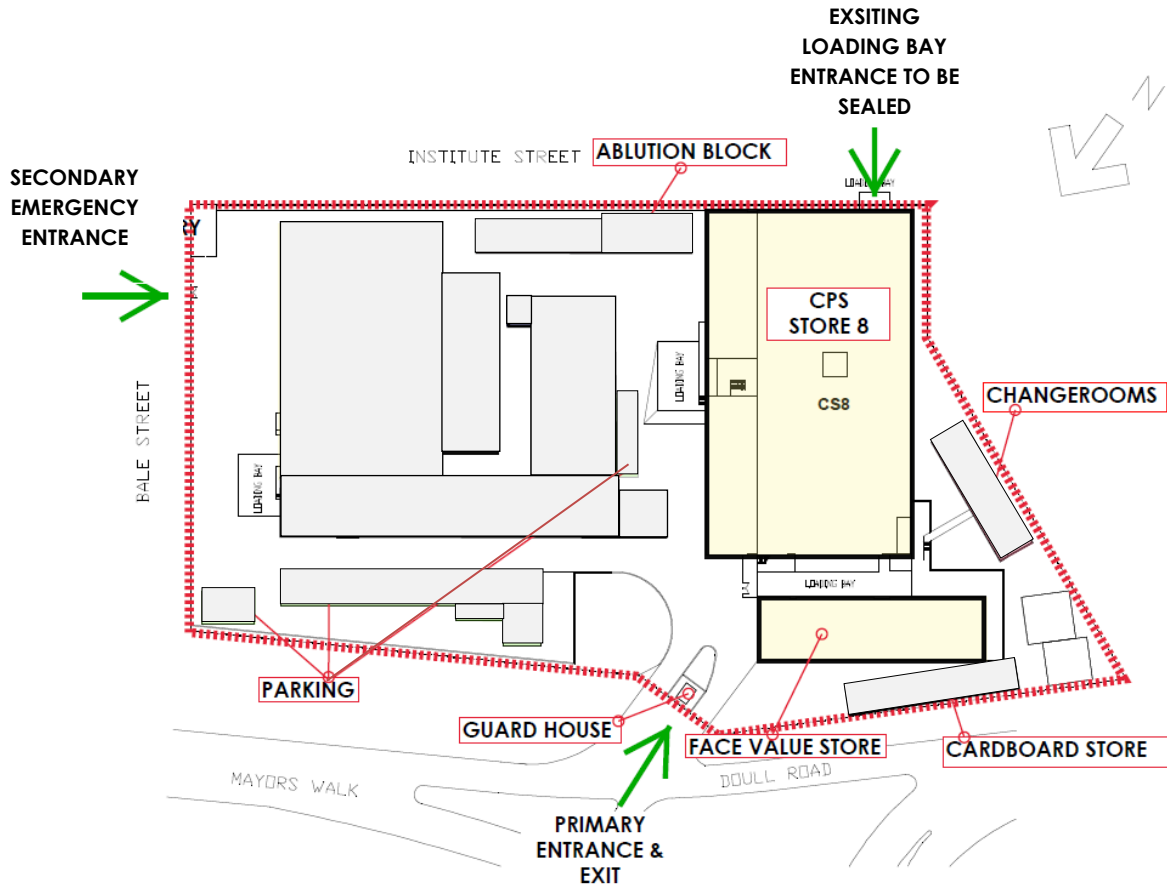 EXSITING
LOADING BAY
ENTRANCE TO BE
SEALED
N
INSTITUTE STREET
ABLUTION BLOCK
LOADING BAY
SECONDARY
EMERGENCY
ENTRANCE
RY
CPS
STORE 8
LOADING BAY
CS8
CHANGEROOMS
BALE STREET
LOADING BAY
LOADING BAY
PARKING
GUARD HOUSE
FACE VALUE STORE
CARDBOARD STORE
MAYORS WALK
DOULL ROAD
PRIMARY
ENTRANCE &
EXIT